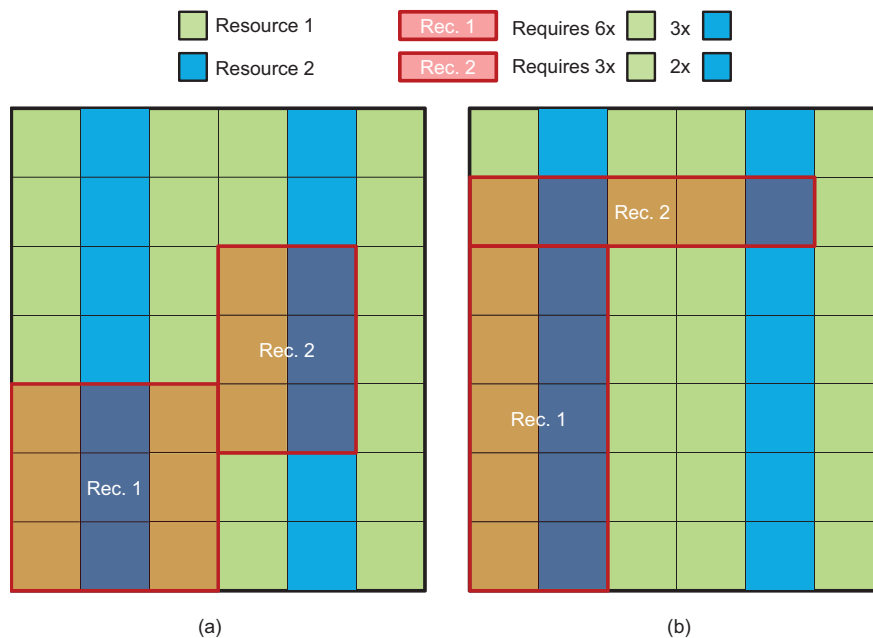 Resource 1 Rec. 1 Requires 6x 3x
Resource 2 Rec. 2 Requires 3x 2x
Rec. 2
Rec. 2
Rec. 1
Rec. 1
(a) (b)